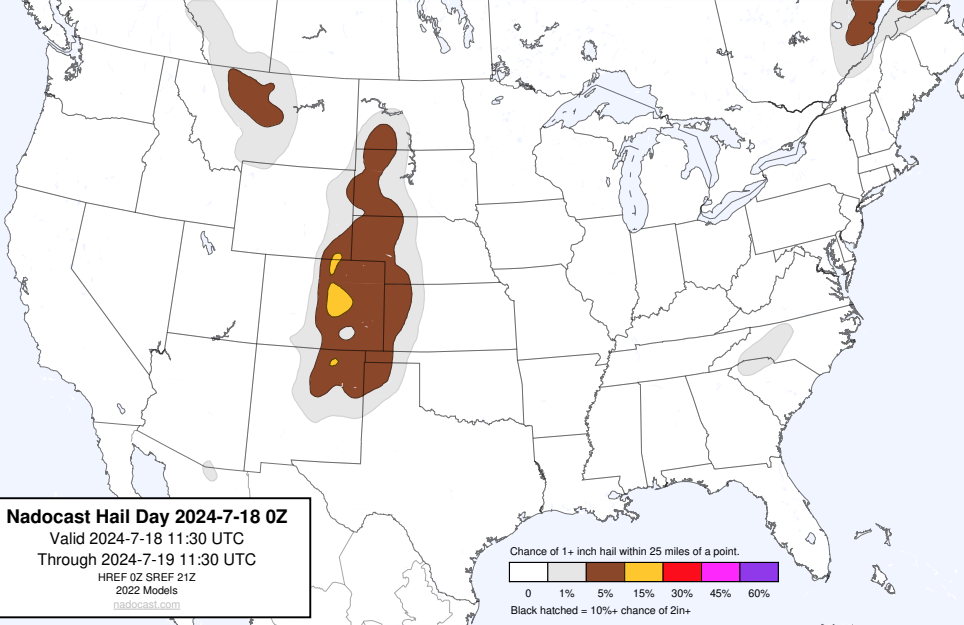 Nadocast Hail Day 2024-7-18 0Z
Valid 2024-7-18 11:30 UTC
Through 2024-7-19 11:30 UTC
HREF 0Z SREF 21Z
2022 Models
nadocast.com
Chance of 1+ inch hail within 25 miles of a point.
0 1% 5% 15% 30% 45% 60%
Black hatched = 10%+ chance of 2in+